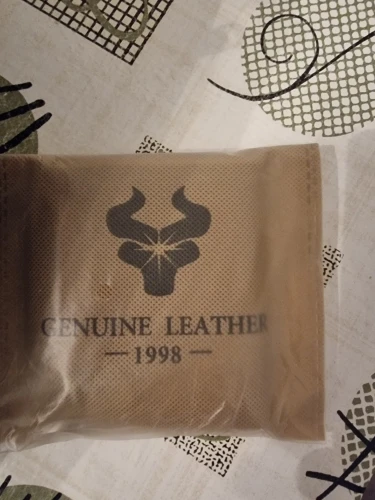 GENUINE LEATHER
— 1998 —